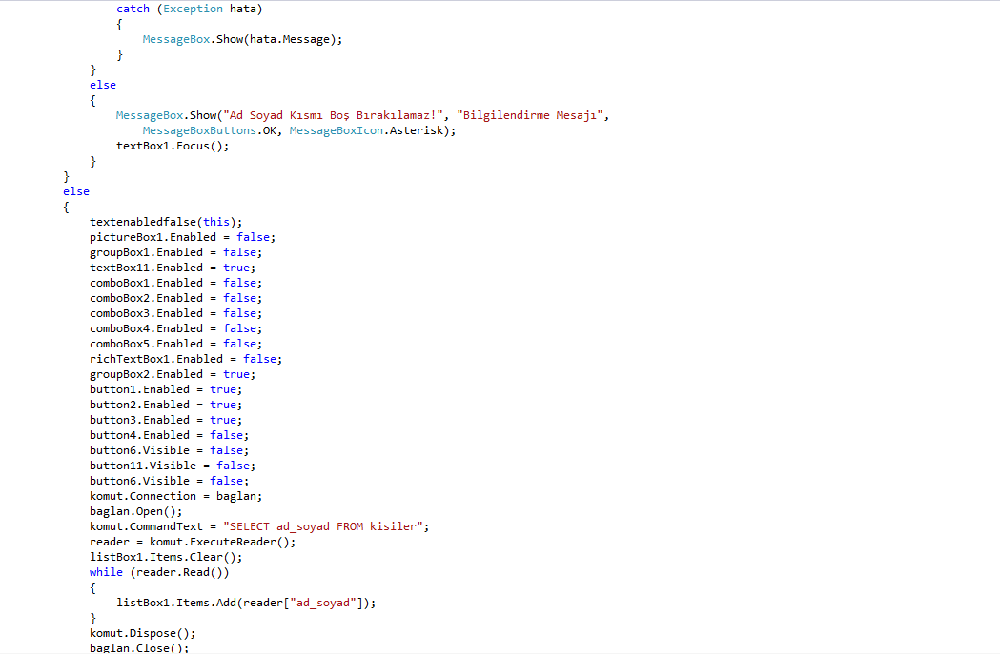 catch (Exception hata)
{
MessageBox.Show(hata.Message);
}
}
else
{
MessageBox.Show("Ad Soyad Kısmı Boş Bırakılamaz!", "Bilgilendirme Mesajı",
MessageBoxButtons.OK, MessageBoxIcon.Asterisk);
textBox1.Focus();
}
}
else
{
textenabledfalse(this);
pictureBox1.Enabled = false;
groupBox1.Enabled = false;
textBox11.Enabled = true;
comboBox1.Enabled = false;
comboBox2.Enabled = false;
comboBox3.Enabled = false;
comboBox4.Enabled = false;
comboBox5.Enabled = false;
richTextBox1.Enabled = false;
groupBox2.Enabled = true;
button1.Enabled = true;
button2.Enabled = true;
button3.Enabled = true;
button4.Enabled = false;
button6.Visible = false;
button11.Visible = false;
button6.Visible = false;
komut.Connection = baglan;
baglan.Open();
komut.CommandText = "SELECT ad_soyad FROM kisiler";
reader = komut.ExecuteReader();
listBox1.Items.Clear();
while (reader.Read())
{
listBox1.Items.Add(reader["ad_soyad"]);
}
komut.Dispose();
baglan.Close();